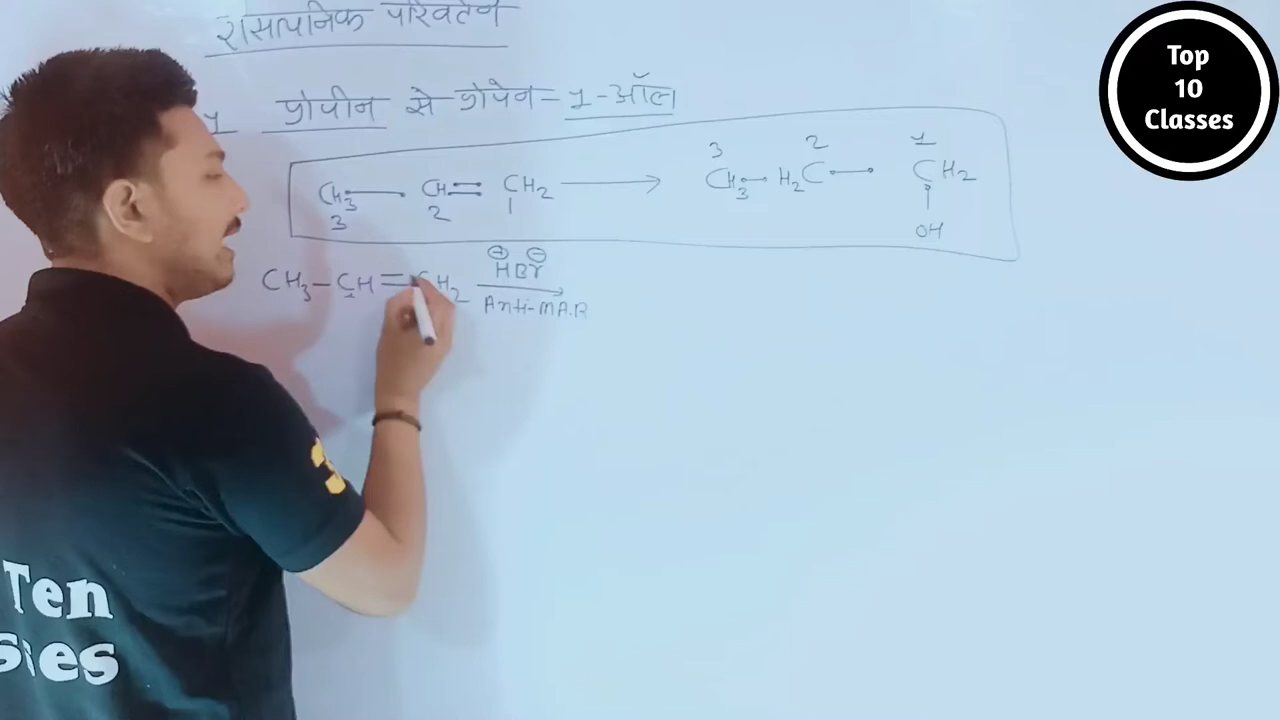 रासायनिक परिवर्तन
1 प्रोपीन से प्रोपेन-1-ऑल
CH3 — CH = CH2 → CH3 — H2C — CH2
3 2 1 3 2 1
OH
CH3 - CH = CH2 HBr
⊕ ⊖
Anti-MA.R
Top
10
Classes
Ten